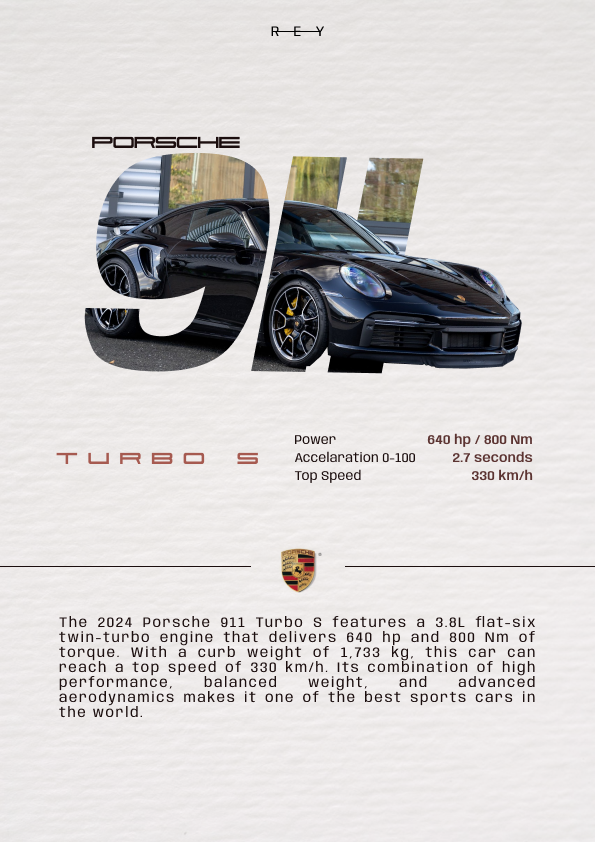 REY
PORSCHE
911
TURBO S
Power 640 hp / 800 Nm
Accelaration 0-100 2.7 seconds
Top Speed 330 km/h
PORSCHE
The 2024 Porsche 911 Turbo S features a 3.8L flat-six
twin-turbo engine that delivers 640 hp and 800 Nm of
torque. With a curb weight of 1,733 kg, this car can
reach a top speed of 330 km/h. Its combination of high
performance, balanced weight, and advanced
aerodynamics makes it one of the best sports cars in
the world.